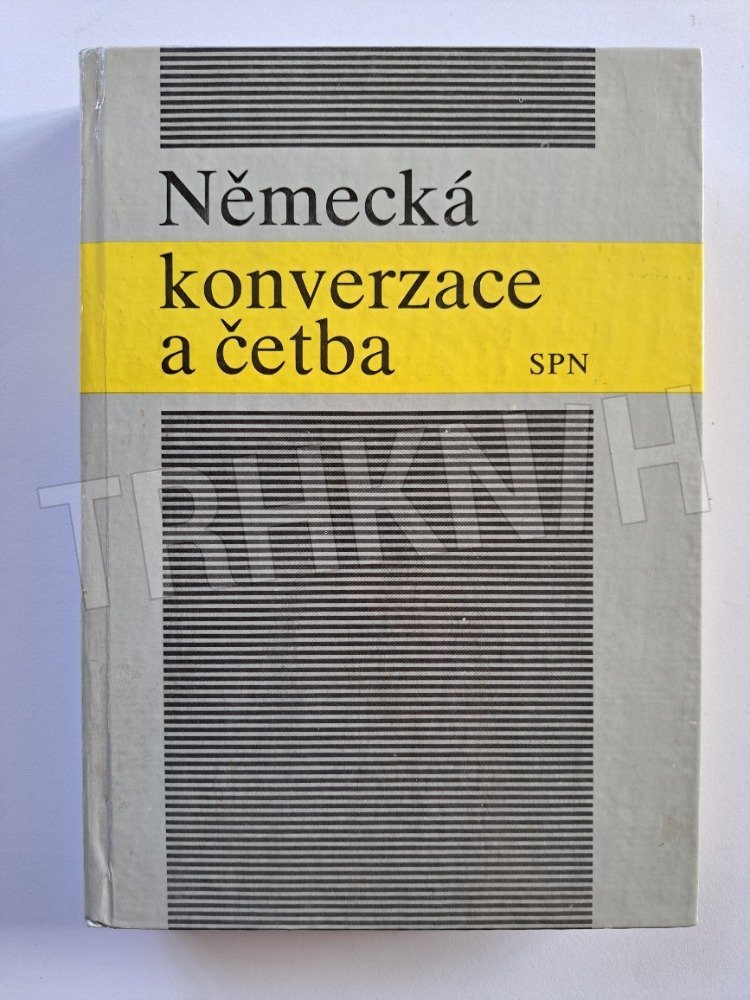 Německá
konverzace
a četba
SPN
TRHKNIH